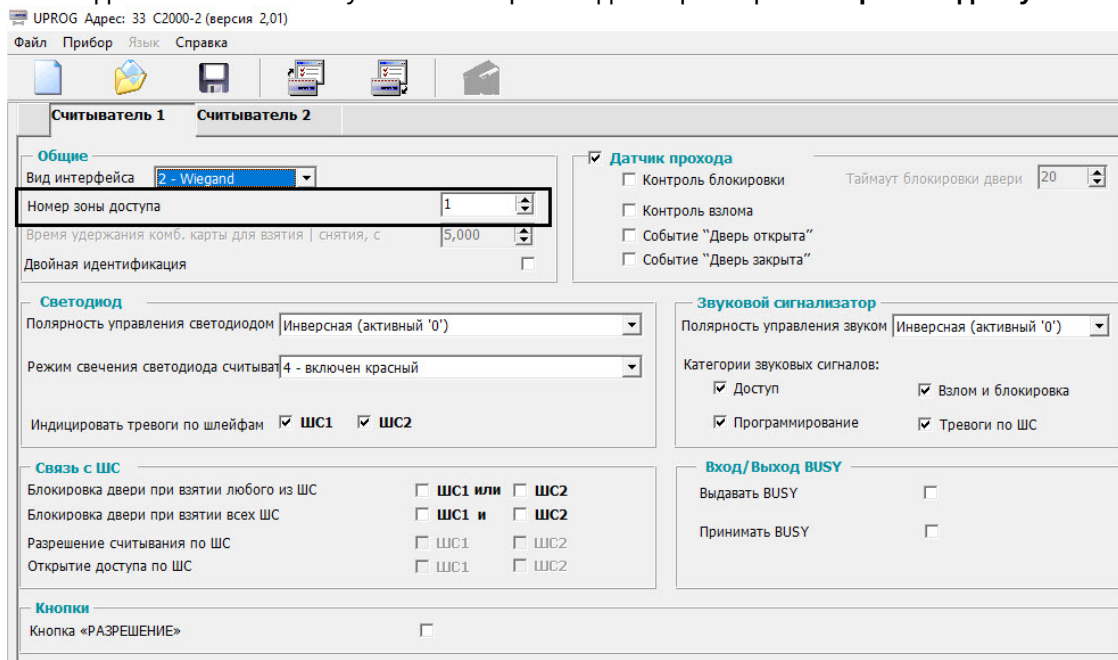 UPROG Адрес: 33 С2000-2 (версия 2,01)
Файл Прибор Язык Справка
Считыватель 1 Считыватель 2
Общие
Вид интерфейса 2 - Wiegand
Номер зоны доступа 1
Время удержания комб. карты для взятия | снятия, с 5,000
Двойная идентификация
Датчик прохода
Контроль блокировки Таймаут блокировки двери 20
Контроль взлома
Событие "Дверь открыта"
Событие "Дверь закрыта"
Светодиод
Полярность управления светодиодом Инверсная (активный '0')
Режим свечения светодиода считыват 4 - включен красный
Индицировать тревоги по шлейфам ШС1 ШС2
Звуковой сигнализатор
Полярность управления звуком Инверсная (активный '0')
Категории звуковых сигналов:
Доступ Взлом и блокировка
Программирование Тревоги по ШС
Связь с ШС
Блокировка двери при взятии любого из ШС ШС1 или ШС2
Блокировка двери при взятии всех ШС ШС1 и ШС2
Разрешение считывания по ШС ШС1 ШС2
Открытие доступа по ШС ШС1 ШС2
Вход/Выход BUSY
Выдавать BUSY
Принимать BUSY
Кнопки
Кнопка «РАЗРЕШЕНИЕ»